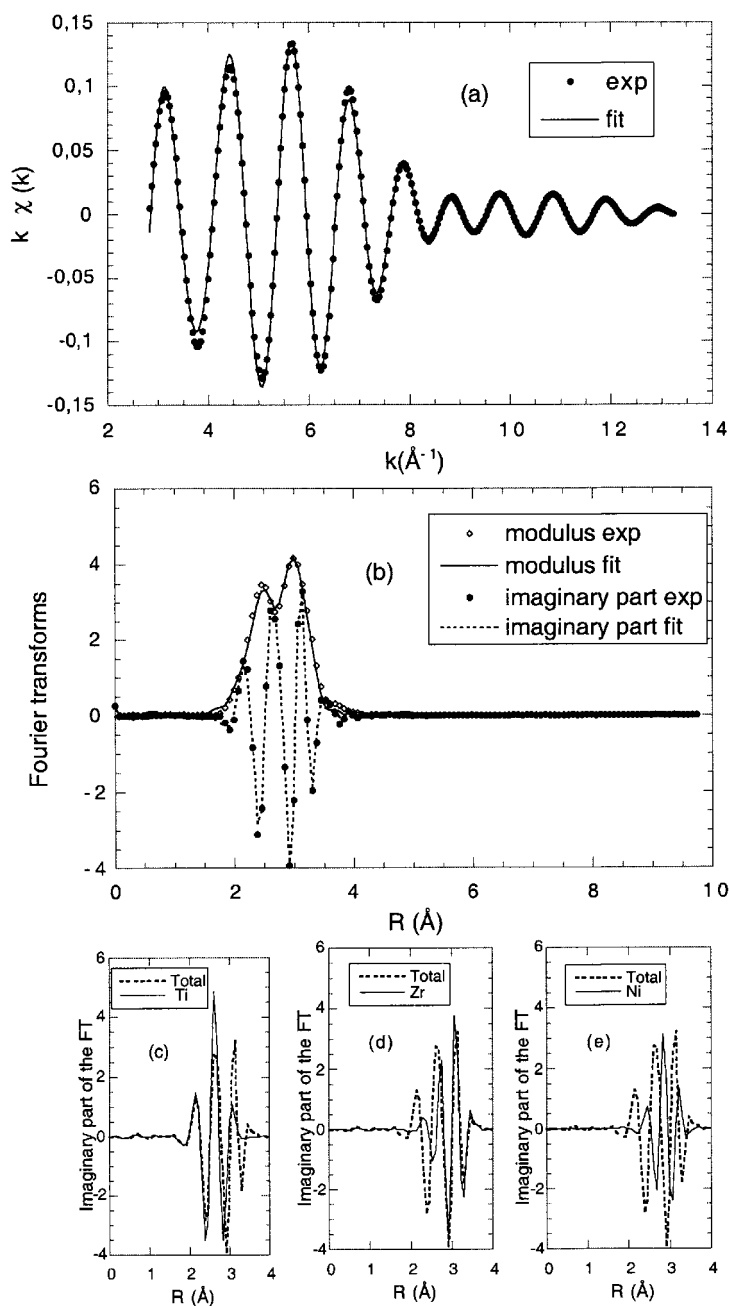 0,15
0,1
0,05
0
-0,05
-0,1
-0,15
k χ (k)
(a)
exp
fit
2 4 6 8 10 12 14
k(Å⁻¹)
6
4
2
0
-2
-4
Fourier transforms
(b)
modulus exp
modulus fit
imaginary part exp
imaginary part fit
0 2 4 6 8 10
R (Å)
6
4
2
0
-2
-4
Imaginary part of the FT
Total
Ti
(c)
0 1 2 3 4
R (Å)
6
4
2
0
-2
-4
Imaginary part of the FT
Total
Zr
(d)
0 1 2 3 4
R (Å)
6
4
2
0
-2
-4
Imaginary part of the FT
Total
Ni
(e)
0 1 2 3 4
R (Å)